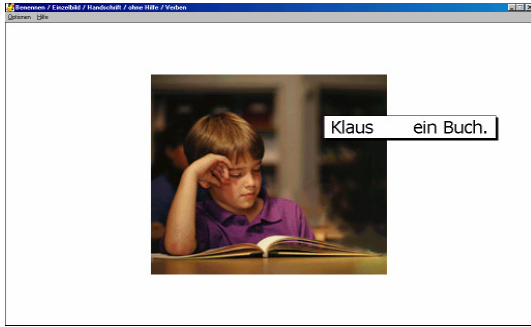 Benennen / Einzelbild / Handschrift / ohne Hilfe / Verben
Optionen Hilfe
Klaus ein Buch.